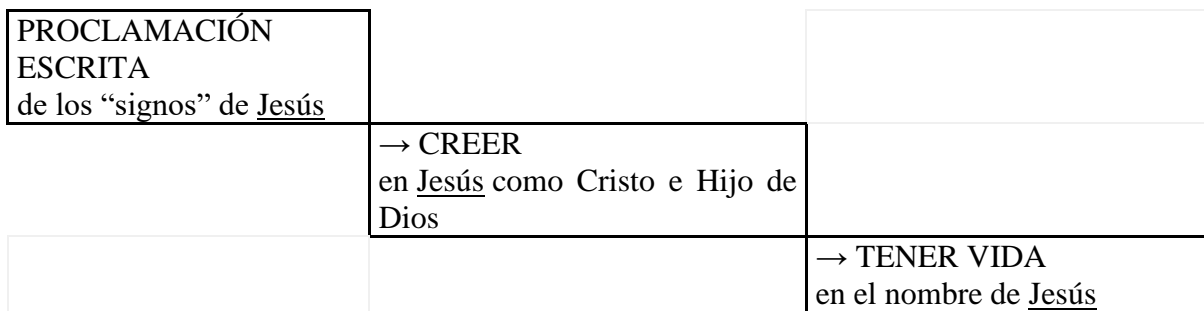 PROCLAMACIÓN
ESCRITA
de los “signos” de Jesús
→ CREER
en Jesús como Cristo e Hijo de
Dios
→ TENER VIDA
en el nombre de Jesús